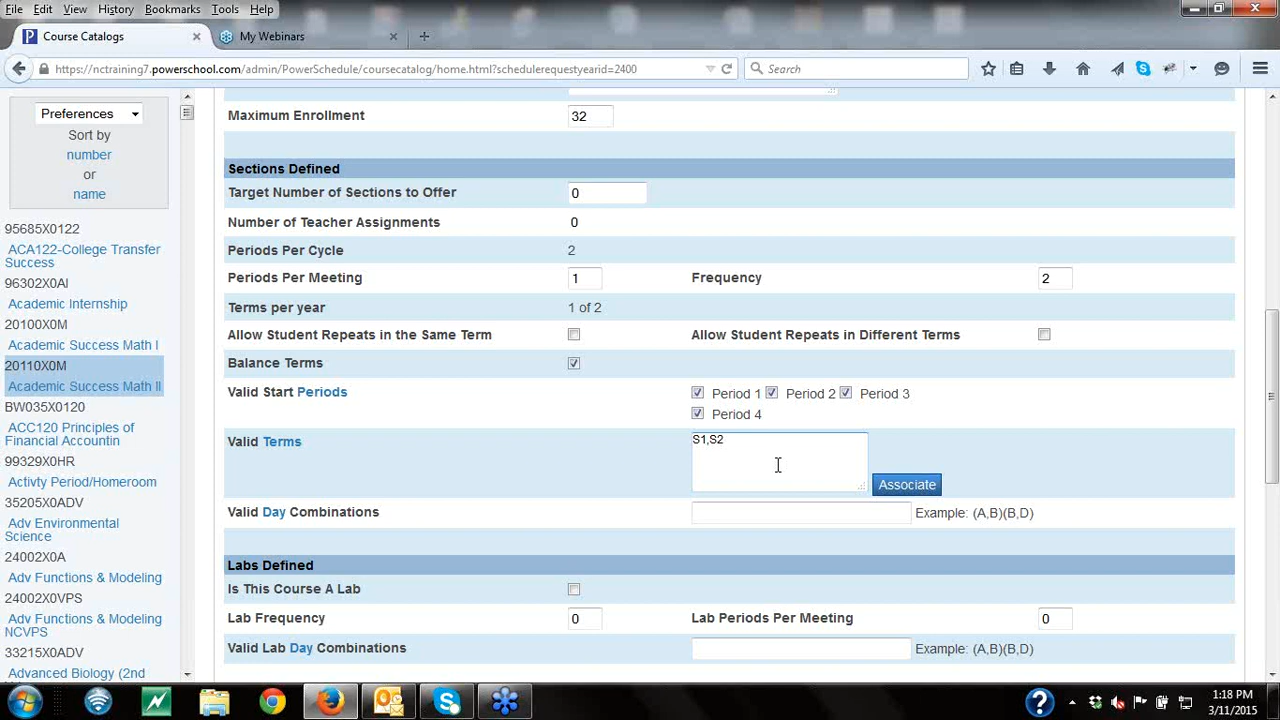 File Edit View History Bookmarks Tools Help
Course Catalogs
My Webinars
https://nctraining7.powerschool.com/admin/PowerSchedule/coursecatalog/home.html?schedulerequestyearid=2400
Search
Preferences
Sort by
number
or
name
95685X0122
ACA122-College Transfer
Success
96302X0AI
Academic Internship
20100X0M
Academic Success Math I
20110X0M
Academic Success Math II
BW035X0120
ACC120 Principles of
Financial Accountin
99329X0HR
Activty Period/Homeroom
35205X0ADV
Adv Environmental
Science
24002X0A
Adv Functions & Modeling
24002X0VPS
Adv Functions & Modeling
NCVPS
33215X0ADV
Advanced Biology (2nd
Maximum Enrollment 32
Sections Defined
Target Number of Sections to Offer 0
Number of Teacher Assignments 0
Periods Per Cycle 2
Periods Per Meeting 1 Frequency 2
Terms per year 1 of 2
Allow Student Repeats in the Same Term Allow Student Repeats in Different Terms
Balance Terms
Valid Start Periods Period 1 Period 2 Period 3
Period 4
Valid Terms S1,S2
Associate
Valid Day Combinations Example: (A,B)(B,D)
Labs Defined
Is This Course A Lab
Lab Frequency 0 Lab Periods Per Meeting 0
Valid Lab Day Combinations Example: (A,B)(B,D)
1:18 PM
3/11/2015